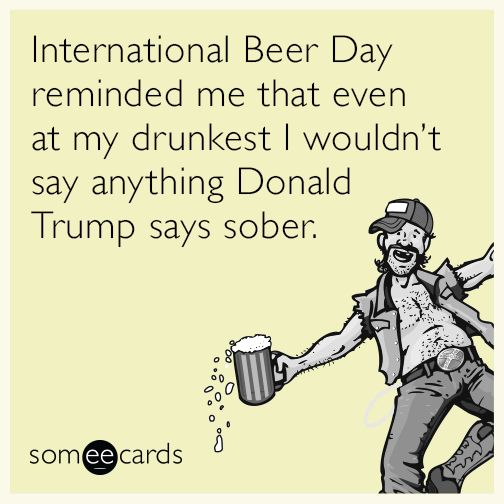 International Beer Day
reminded me that even
at my drunkest I wouldn't
say anything Donald
Trump says sober.
someecards